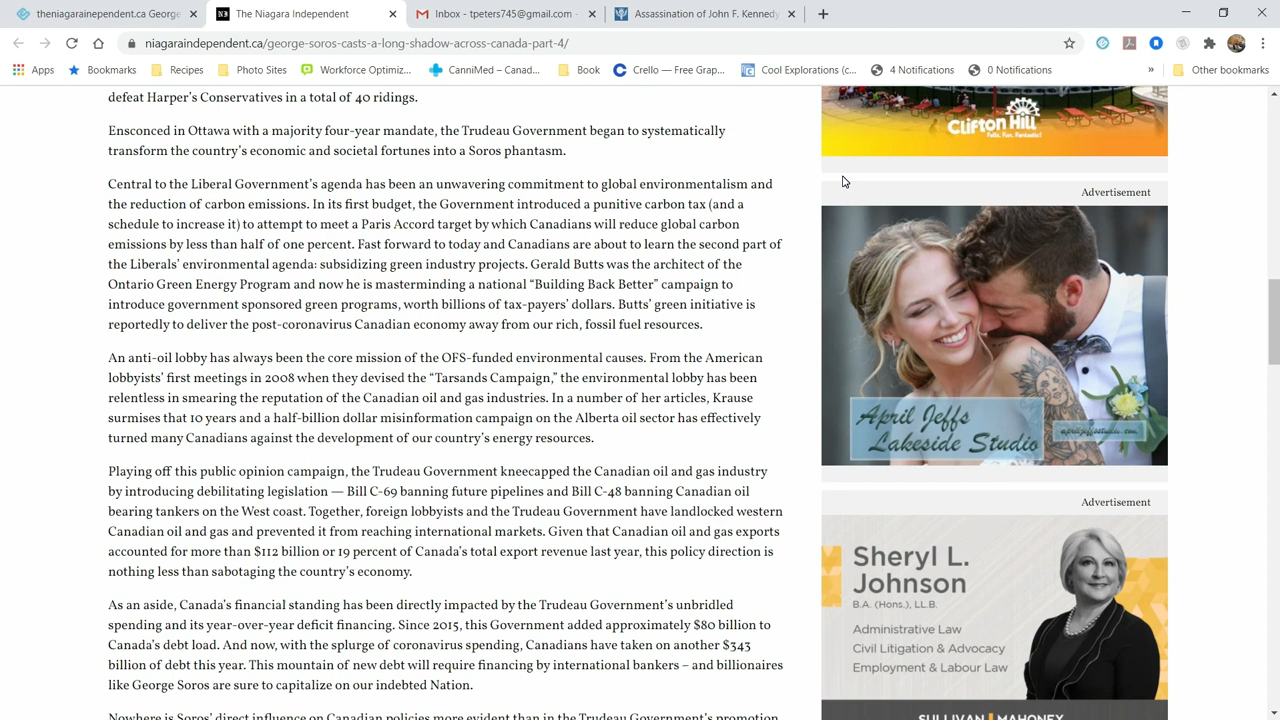 theniagarindependent.ca George
The Niagara Independent
Inbox - tpeters745@gmail.com -
Assassination of John F. Kennedy
niagaraindependent.ca/george-soros-casts-a-long-shadow-across-canada-part-4/
Apps
Bookmarks
Recipes
Photo Sites
Workforce Optimiz...
CanniMed – Canad...
Book
Crello — Free Grap...
Cool Explorations (c...
4 Notifications
0 Notifications
»
Other bookmarks
defeat Harper's Conservatives in a total of 40 ridings.
Ensconced in Ottawa with a majority four-year mandate, the Trudeau Government began to systematically
transform the country's economic and societal fortunes into a Soros phantasm.
Central to the Liberal Government's agenda has been an unwavering commitment to global environmentalism and
the reduction of carbon emissions. In its first budget, the Government introduced a punitive carbon tax (and a
schedule to increase it) to attempt to meet a Paris Accord target by which Canadians will reduce global carbon
emissions by less than half of one percent. Fast forward to today and Canadians are about to learn the second part of
the Liberals' environmental agenda: subsidizing green industry projects. Gerald Butts was the architect of the
Ontario Green Energy Program and now he is masterminding a national “Building Back Better” campaign to
introduce government sponsored green programs, worth billions of tax-payers' dollars. Butts' green initiative is
reportedly to deliver the post-coronavirus Canadian economy away from our rich, fossil fuel resources.
An anti-oil lobby has always been the core mission of the OFS-funded environmental causes. From the American
lobbyists' first meetings in 2008 when they devised the “Tarsands Campaign,” the environmental lobby has been
relentless in smearing the reputation of the Canadian oil and gas industries. In a number of her articles, Krause
surmises that 10 years and a half-billion dollar misinformation campaign on the Alberta oil sector has effectively
turned many Canadians against the development of our country's energy resources.
Playing off this public opinion campaign, the Trudeau Government kneecapped the Canadian oil and gas industry
by introducing debilitating legislation — Bill C-69 banning future pipelines and Bill C-48 banning Canadian oil
bearing tankers on the West coast. Together, foreign lobbyists and the Trudeau Government have landlocked western
Canadian oil and gas and prevented it from reaching international markets. Given that Canadian oil and gas exports
accounted for more than $112 billion or 19 percent of Canada's total export revenue last year, this policy direction is
nothing less than sabotaging the country's economy.
As an aside, Canada's financial standing has been directly impacted by the Trudeau Government's unbridled
spending and its year-over-year deficit financing. Since 2015, this Government added approximately $80 billion to
Canada's debt load. And now, with the splurge of coronavirus spending, Canadians have taken on another $343
billion of debt this year. This mountain of new debt will require financing by international bankers – and billionaires
like George Soros are sure to capitalize on our indebted Nation.
Nowhere is Soros' direct influence on Canadian policies more evident than in the Trudeau Government's promotion
Clifton Hill
Falls. Fun. Fantastic!
Advertisement
April Jeffs
Lakeside Studio
apriljeffsstudio.com
Advertisement
Sheryl L.
Johnson
B.A. (Hons.), LL.B.
Administrative Law
Civil Litigation & Advocacy
Employment & Labour Law
SULLIVAN MAHONEY